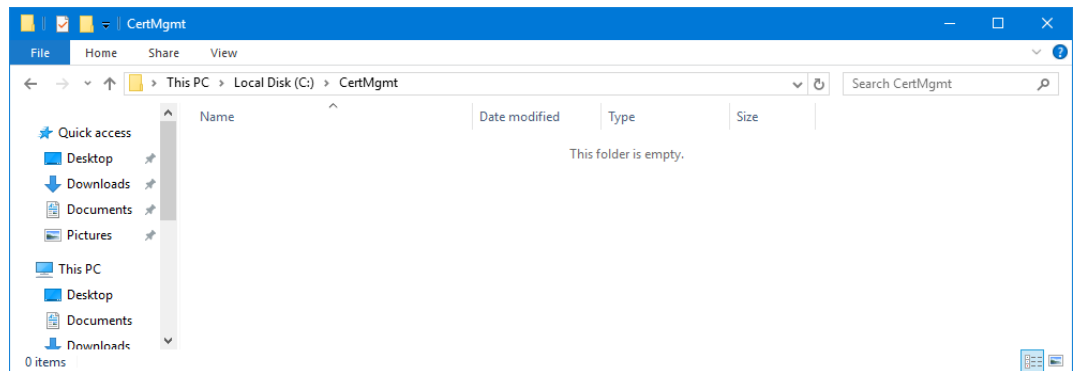 CertMgmt
File Home Share View
This PC > Local Disk (C:) > CertMgmt
Search CertMgmt
Name Date modified Type Size
This folder is empty.
Quick access
Desktop
Downloads
Documents
Pictures
This PC
Desktop
Documents
Downloads
0 items